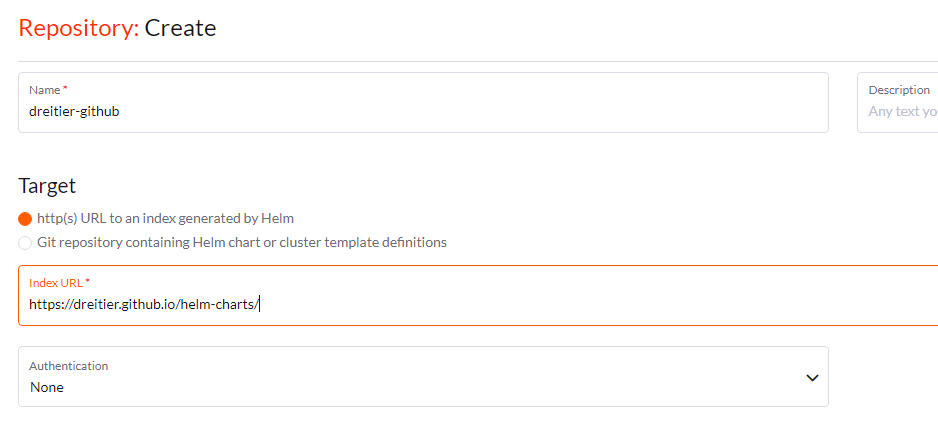 Repository: Create
Name *
dreitier-github
Description
Any text yo
Target
http(s) URL to an index generated by Helm
Git repository containing Helm chart or cluster template definitions
Index URL *
https://dreitier.github.io/helm-charts/
Authentication
None